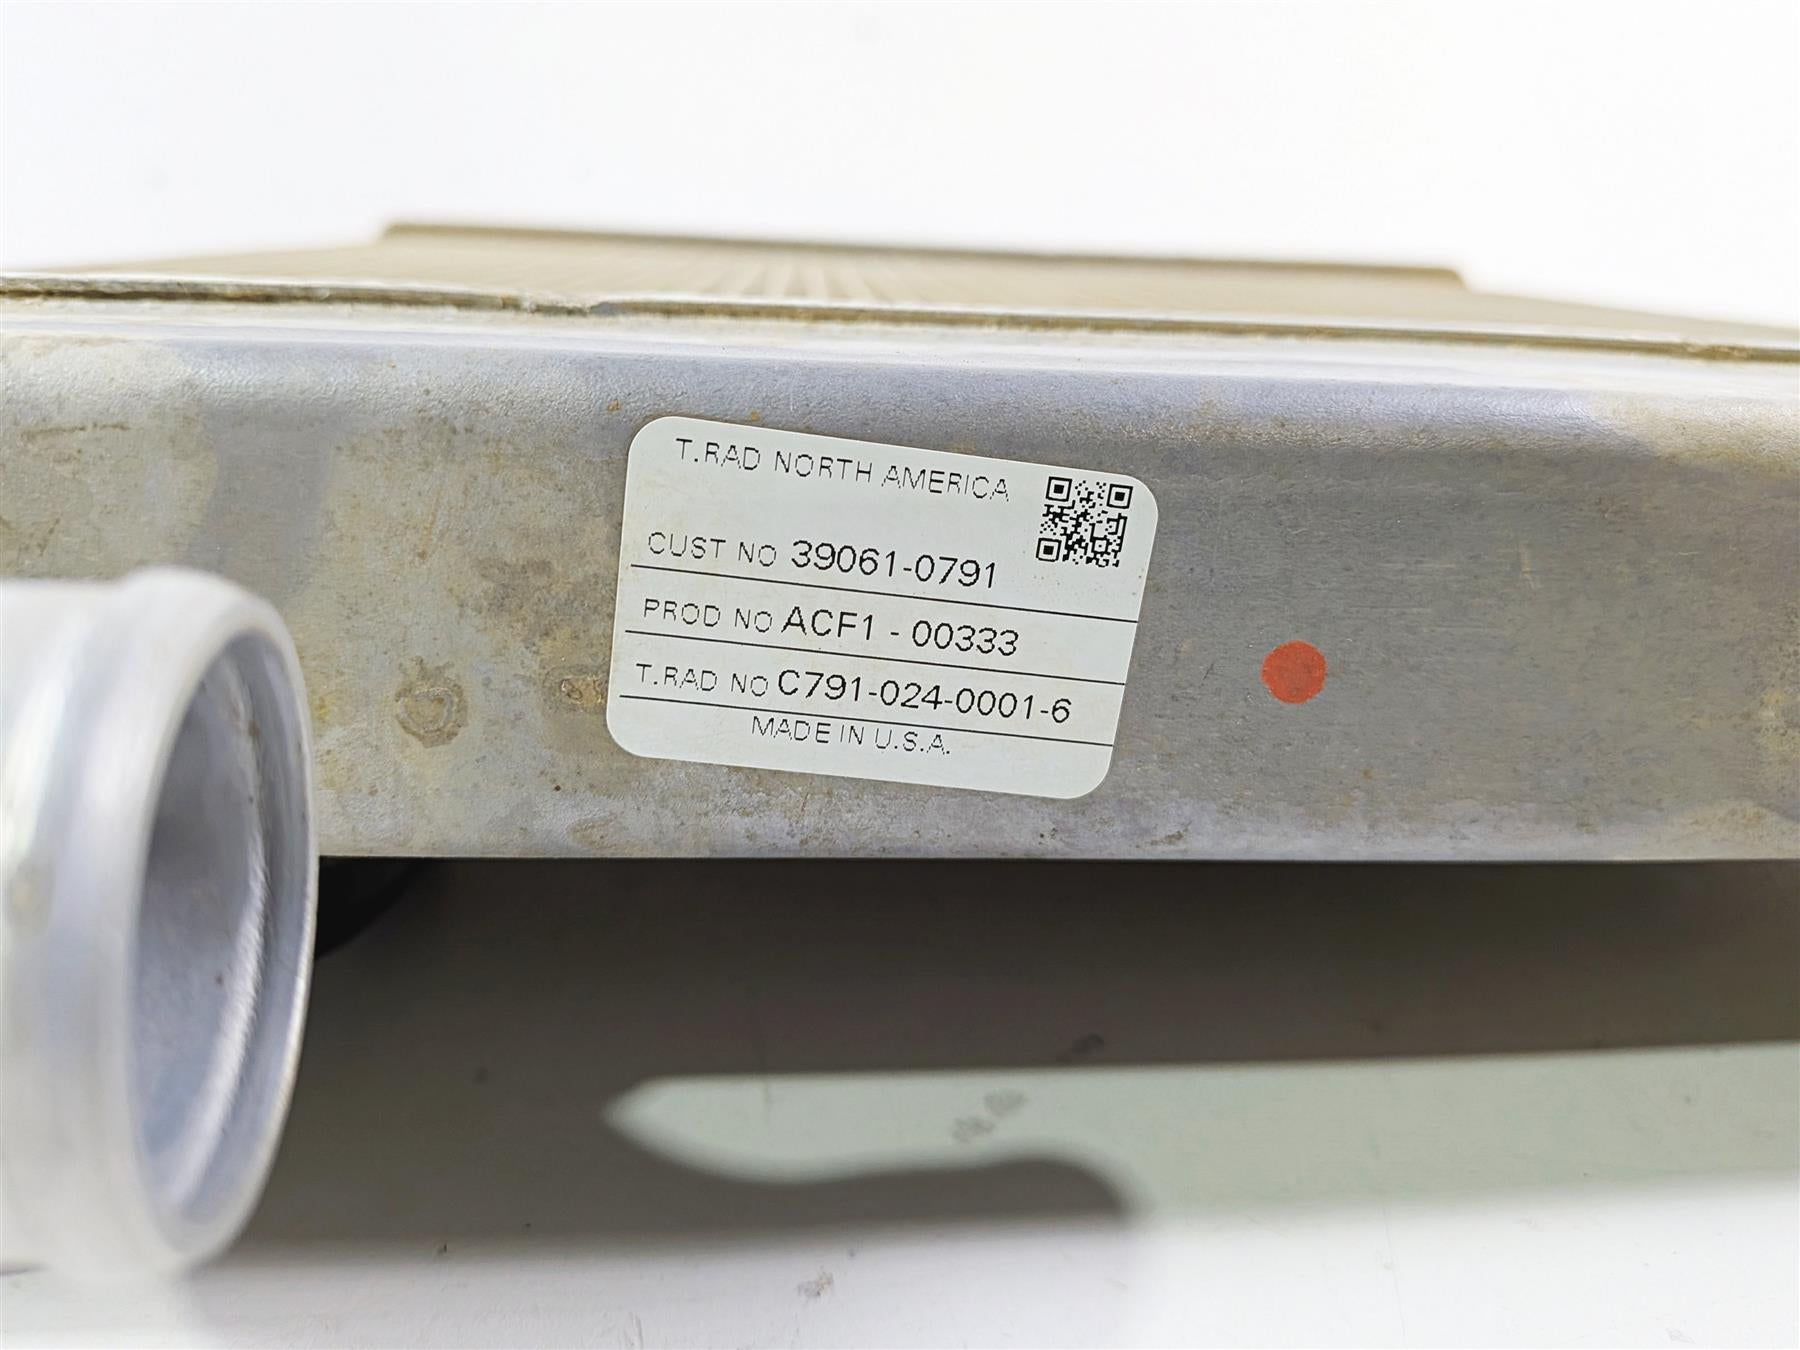 T.RAD NORTH AMERICA
CUST NO 39061-0791
PROD NO ACF1 - 00333
T.RAD NO C791-024-0001-6
MADE IN U.S.A.